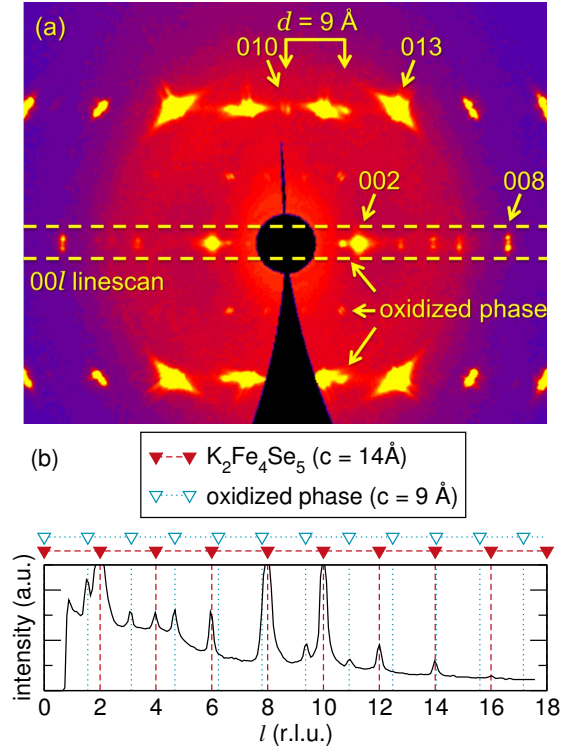 (a)
d = 9 Å
010
013
002
008
00l linescan
oxidized phase
(b)
K2Fe4Se5 (c = 14Å)
oxidized phase (c = 9 Å)
intensity (a.u.)
0 2 4 6 8 10 12 14 16 18
l (r.l.u.)